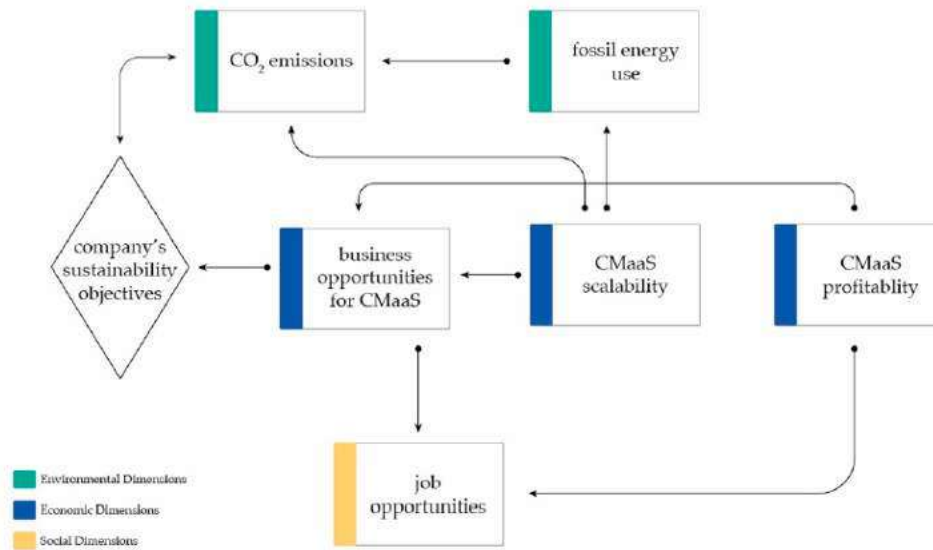 CO₂ emissions
fossil energy
use
company's
sustainability
objectives
business
opportunities
for CMaaS
CMaaS
scalability
CMaaS
profitablity
job
opportunities
Environmental Dimensions
Economic Dimensions
Social Dimensions